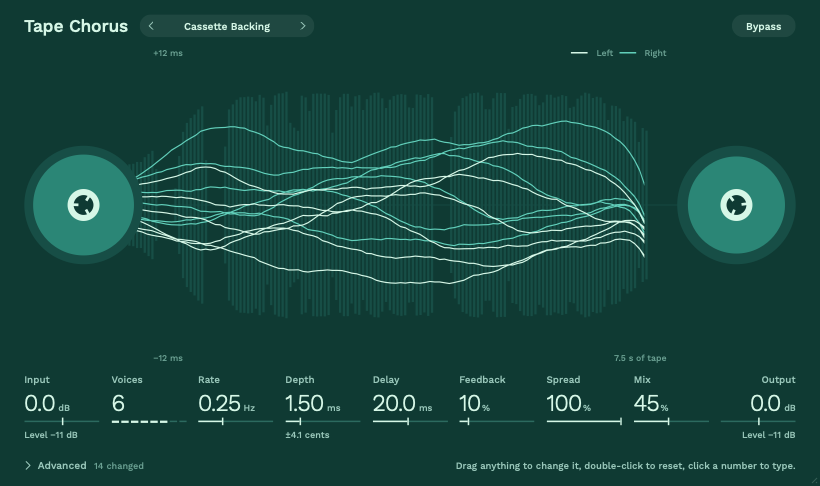 Tape Chorus
Cassette Backing
Bypass
+12 ms
Left
Right
−12 ms
7.5 s of tape
Input
Voices
Rate
Depth
Delay
Feedback
Spread
Mix
Output
0.0 dB
6
0.25 Hz
1.50 ms
20.0 ms
10 %
100 %
45 %
0.0 dB
Level −11 dB
±4.1 cents
Level −11 dB
Advanced
14 changed
Drag anything to change it, double-click to reset, click a number to type.